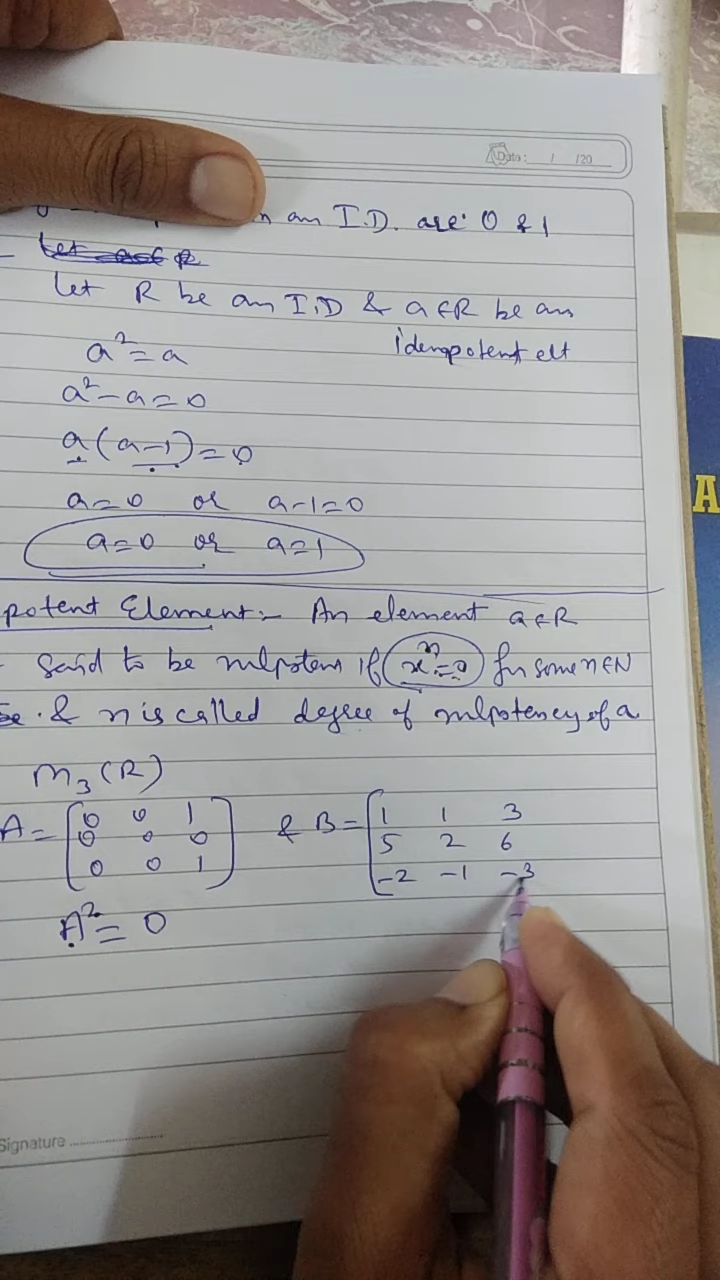 Date: / /20
an I.D. are: 0 & 1
Let R be an I.D & a∈R be an
idempotent elt
a²=a
a²-a=0
a(a-1)=0
a=0 or a-1=0
a=0 or a=1
potent Element:- An element a∈R
said to be nilpotent if xⁿ=0 for some n∈N
& n is called degree of nilpotency of a
M₃(R)
A= [0 0 1
0 0 0
0 0 1] & B= [1 1 3
5 2 6
-2 -1 -3
A²=0
Signature
A